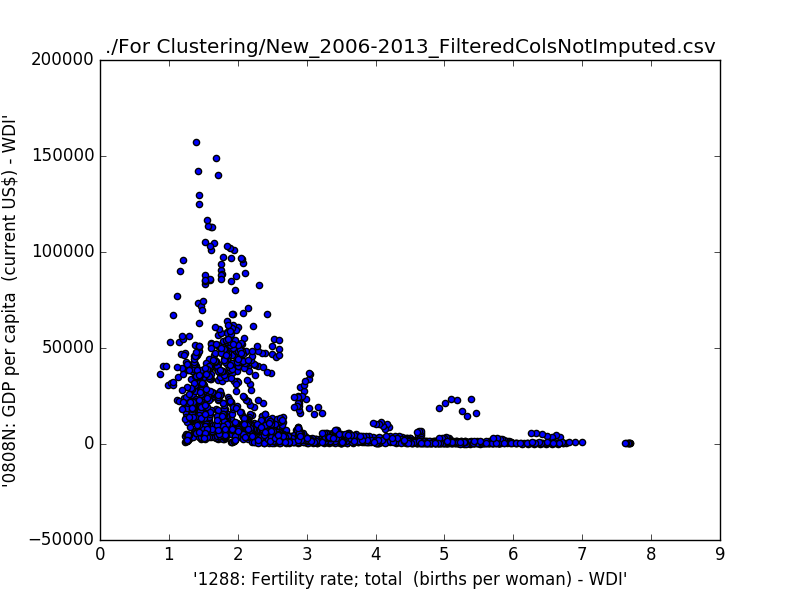 ./For Clustering/New_2006-2013_FilteredColsNotImputed.csv
200000
150000
100000
50000
0
−50000
0 1 2 3 4 5 6 7 8 9
'0808N: GDP per capita  (current US$) - WDI'
'1288: Fertility rate; total  (births per woman) - WDI'